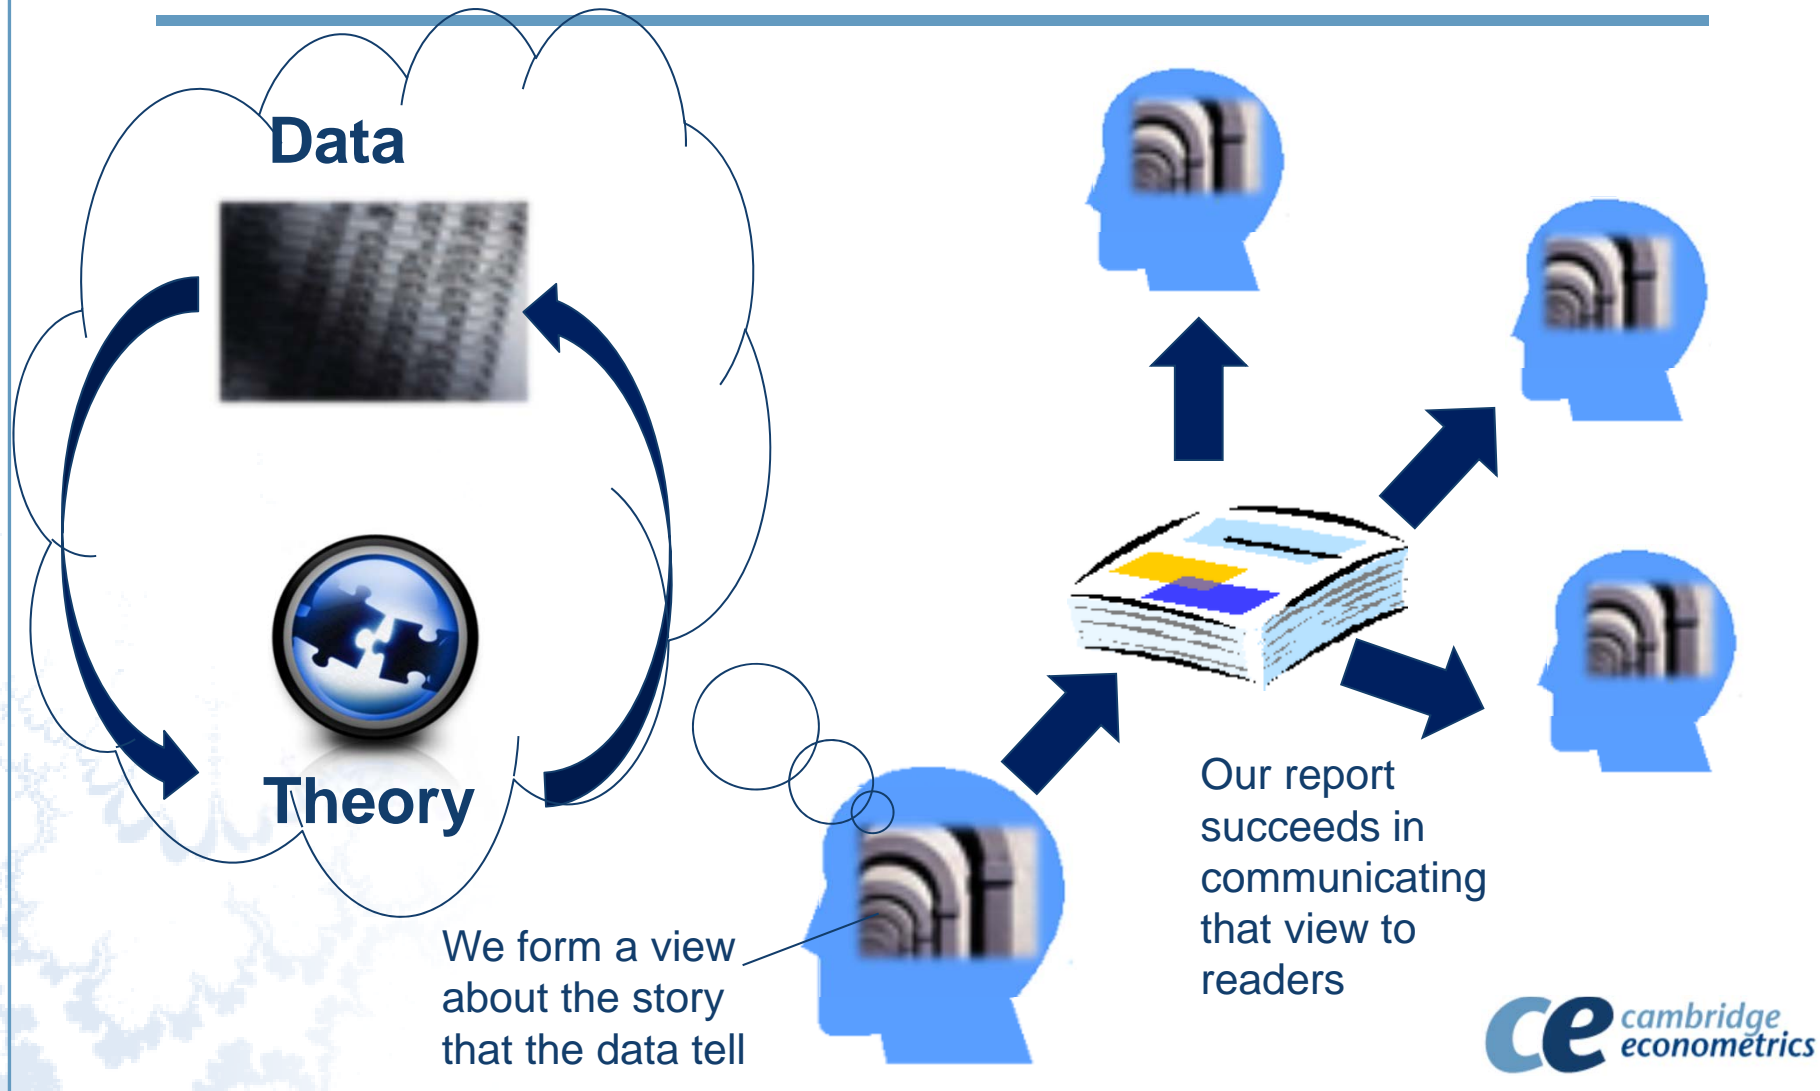 Data
Theory
We form a view
about the story
that the data tell
Our report
succeeds in
communicating
that view to
readers
ce cambridge
econometrics